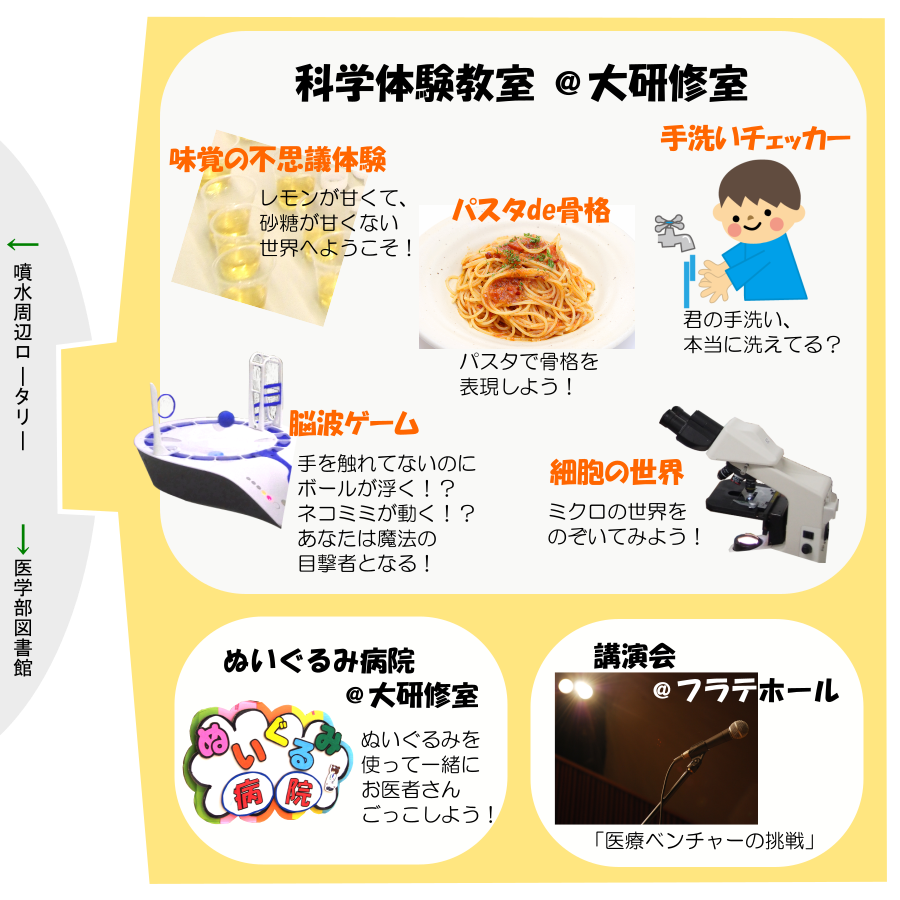 科学体験教室 @大研修室
味覚の不思議体験
レモンが甘くて、
砂糖が甘くない
世界へようこそ！
パスタde骨格
パスタで骨格を
表現しよう！
手洗いチェッカー
君の手洗い、
本当に洗えてる？
脳波ゲーム
手を触れてないのに
ボールが浮く！？
ネコミミが動く！？
あなたは魔法の
目撃者となる！
細胞の世界
ミクロの世界を
のぞいてみよう！
←噴水周辺ロータリー
→医学部図書館
ぬいぐるみ病院
@大研修室
ぬいぐるみ
病院
ぬいぐるみを
使って一緒に
お医者さん
ごっこしよう！
講演会
@フラテホール
「医療ベンチャーの挑戦」